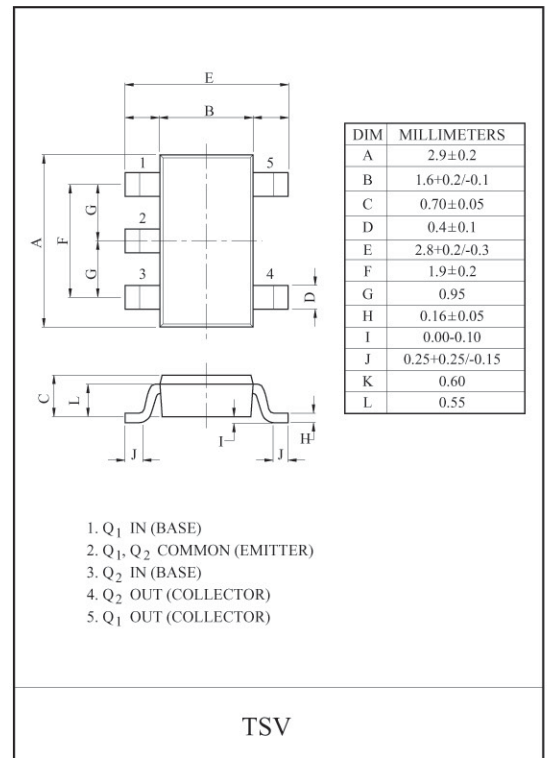 E
B
1
5
2
3
4
A
F
G
G
D
C
L
I
H
J
J
DIM MILLIMETERS
A 2.9±0.2
B 1.6+0.2/-0.1
C 0.70±0.05
D 0.4±0.1
E 2.8+0.2/-0.3
F 1.9±0.2
G 0.95
H 0.16±0.05
I 0.00-0.10
J 0.25+0.25/-0.15
K 0.60
L 0.55
1. Q1 IN (BASE)
2. Q1, Q2 COMMON (EMITTER)
3. Q2 IN (BASE)
4. Q2 OUT (COLLECTOR)
5. Q1 OUT (COLLECTOR)
TSV